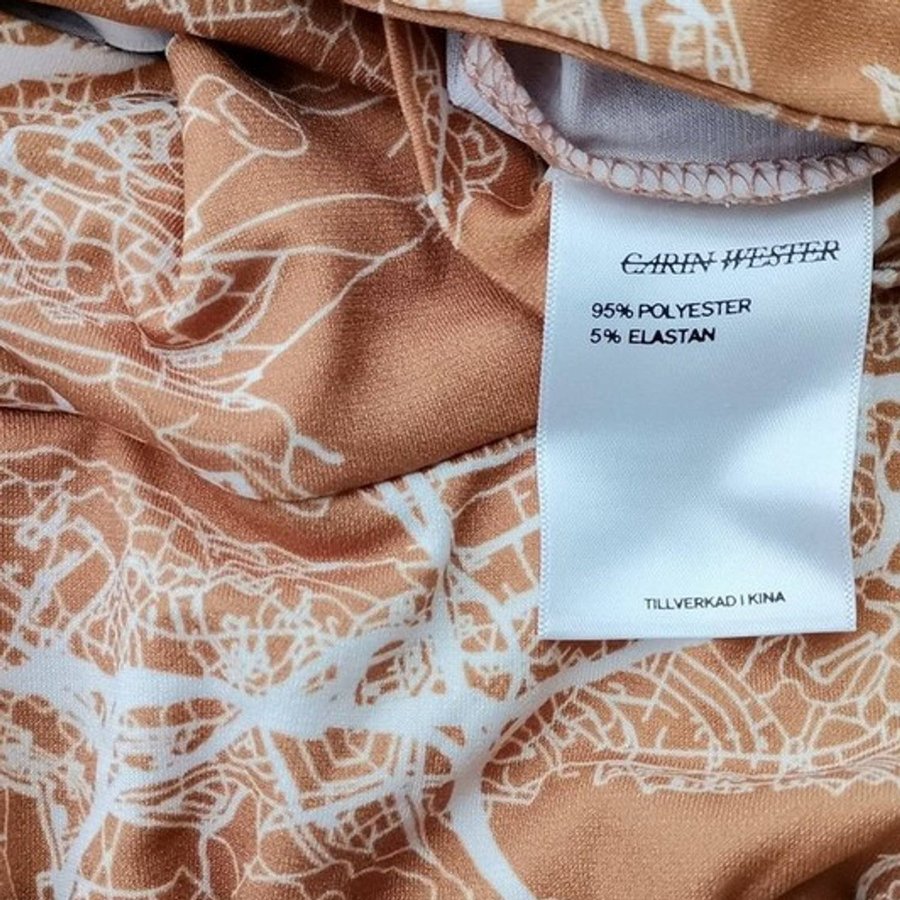 CARIN WESTER
95% POLYESTER
5% ELASTAN
TILLVERKAD I KINA